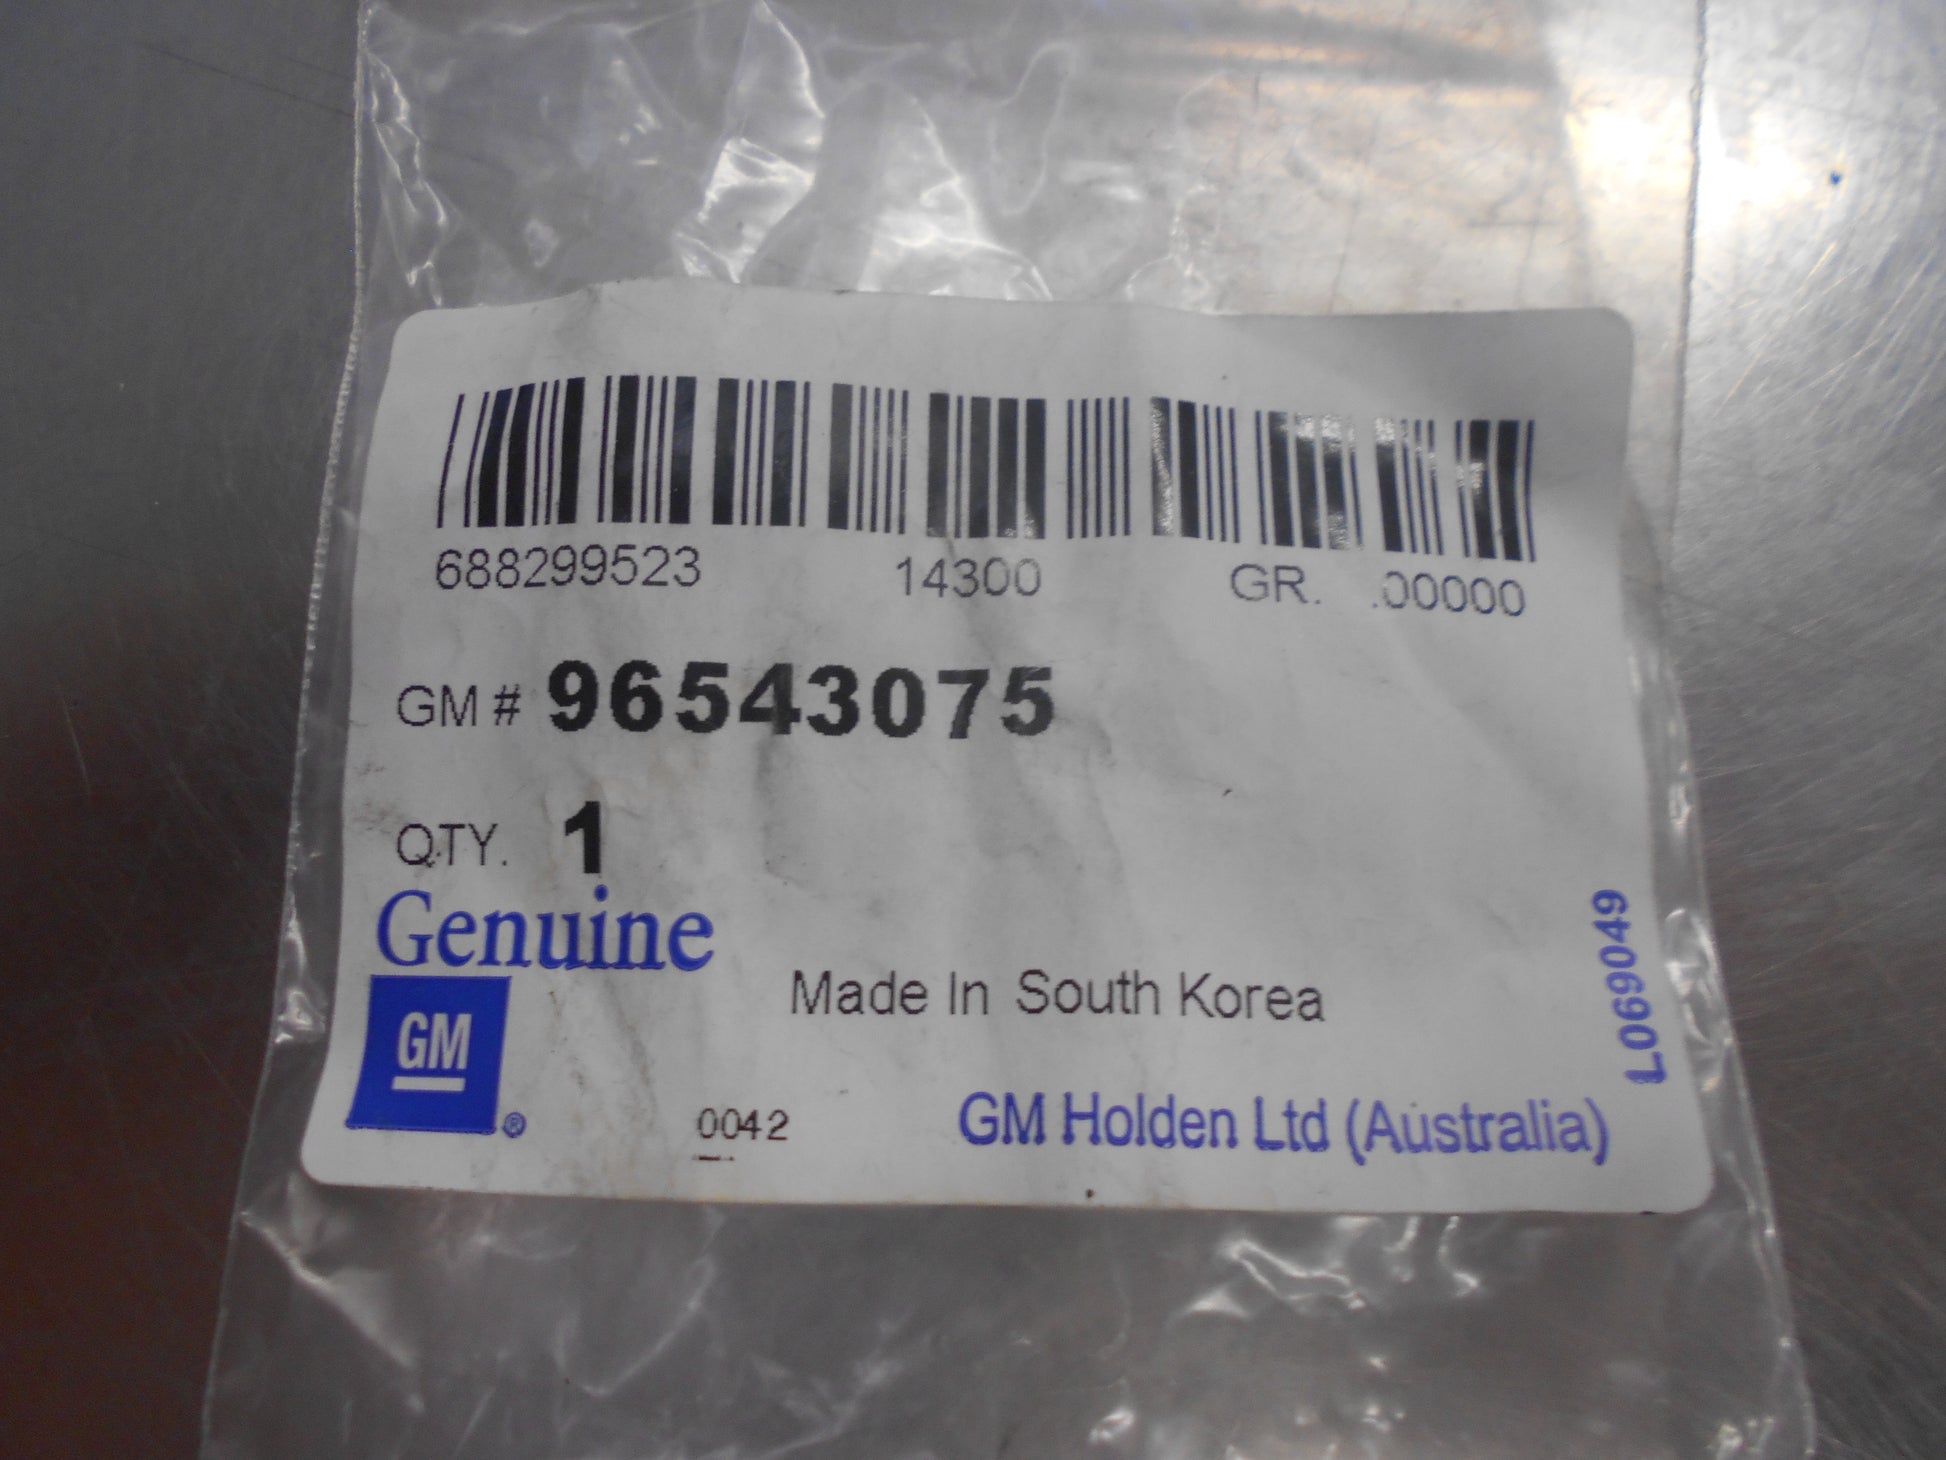 688299523 14300 GR. .00000
GM # 96543075
QTY. 1
Genuine
GM ®
Made In South Korea
0042
GM Holden Ltd (Australia)
L069049